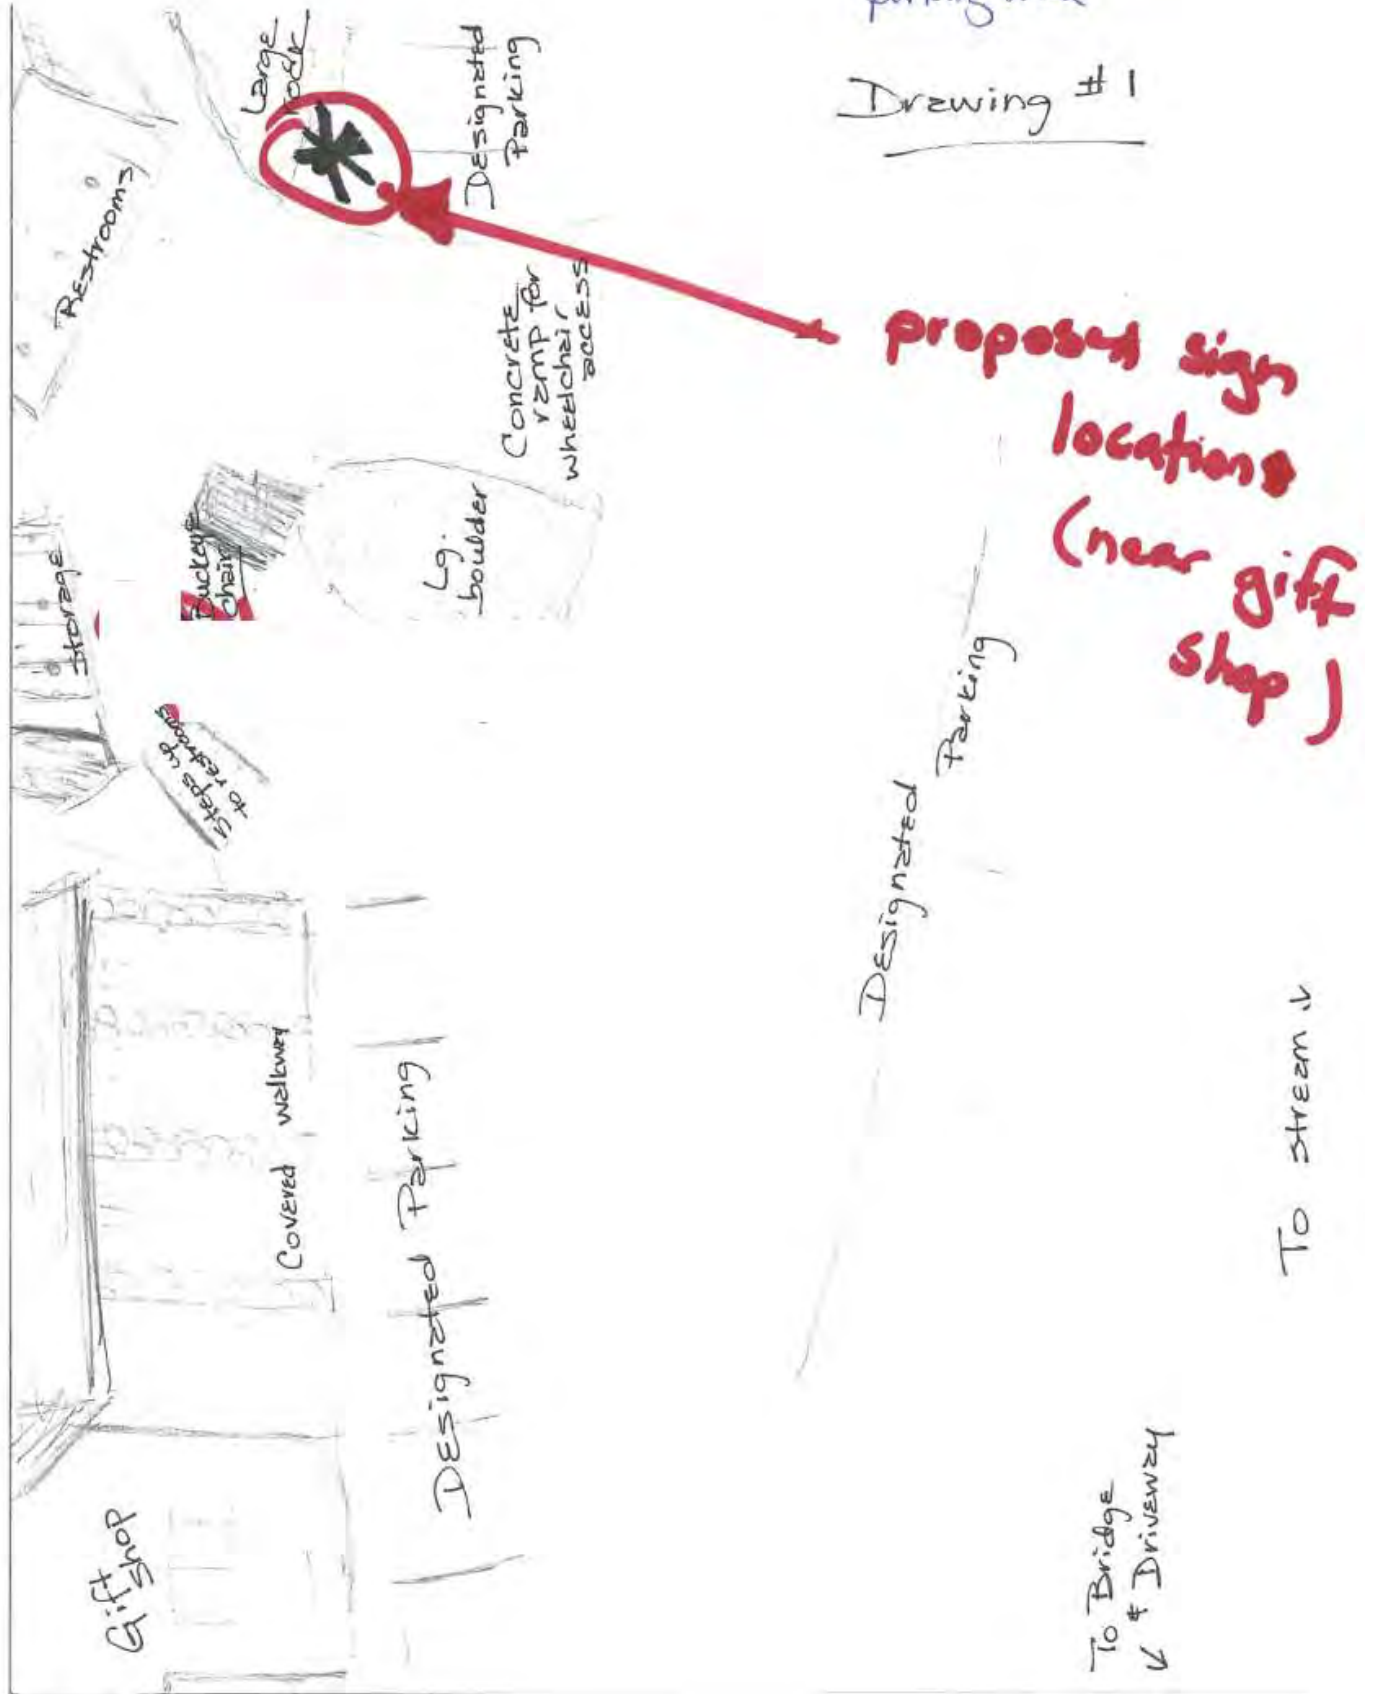 Drawing #1
Large
rock
Designated
Parking
Restrooms
Concrete
ramp for
wheelchair
access
proposed sign
location
(near gift
shop)
Storage
Buckeye
Chair
Lg.
boulder
Steps up
to restrooms
Designated Parking
Covered walkway
Designated Parking
To stream ↓
Gift
Shop
To Bridge
↙ & Driveway